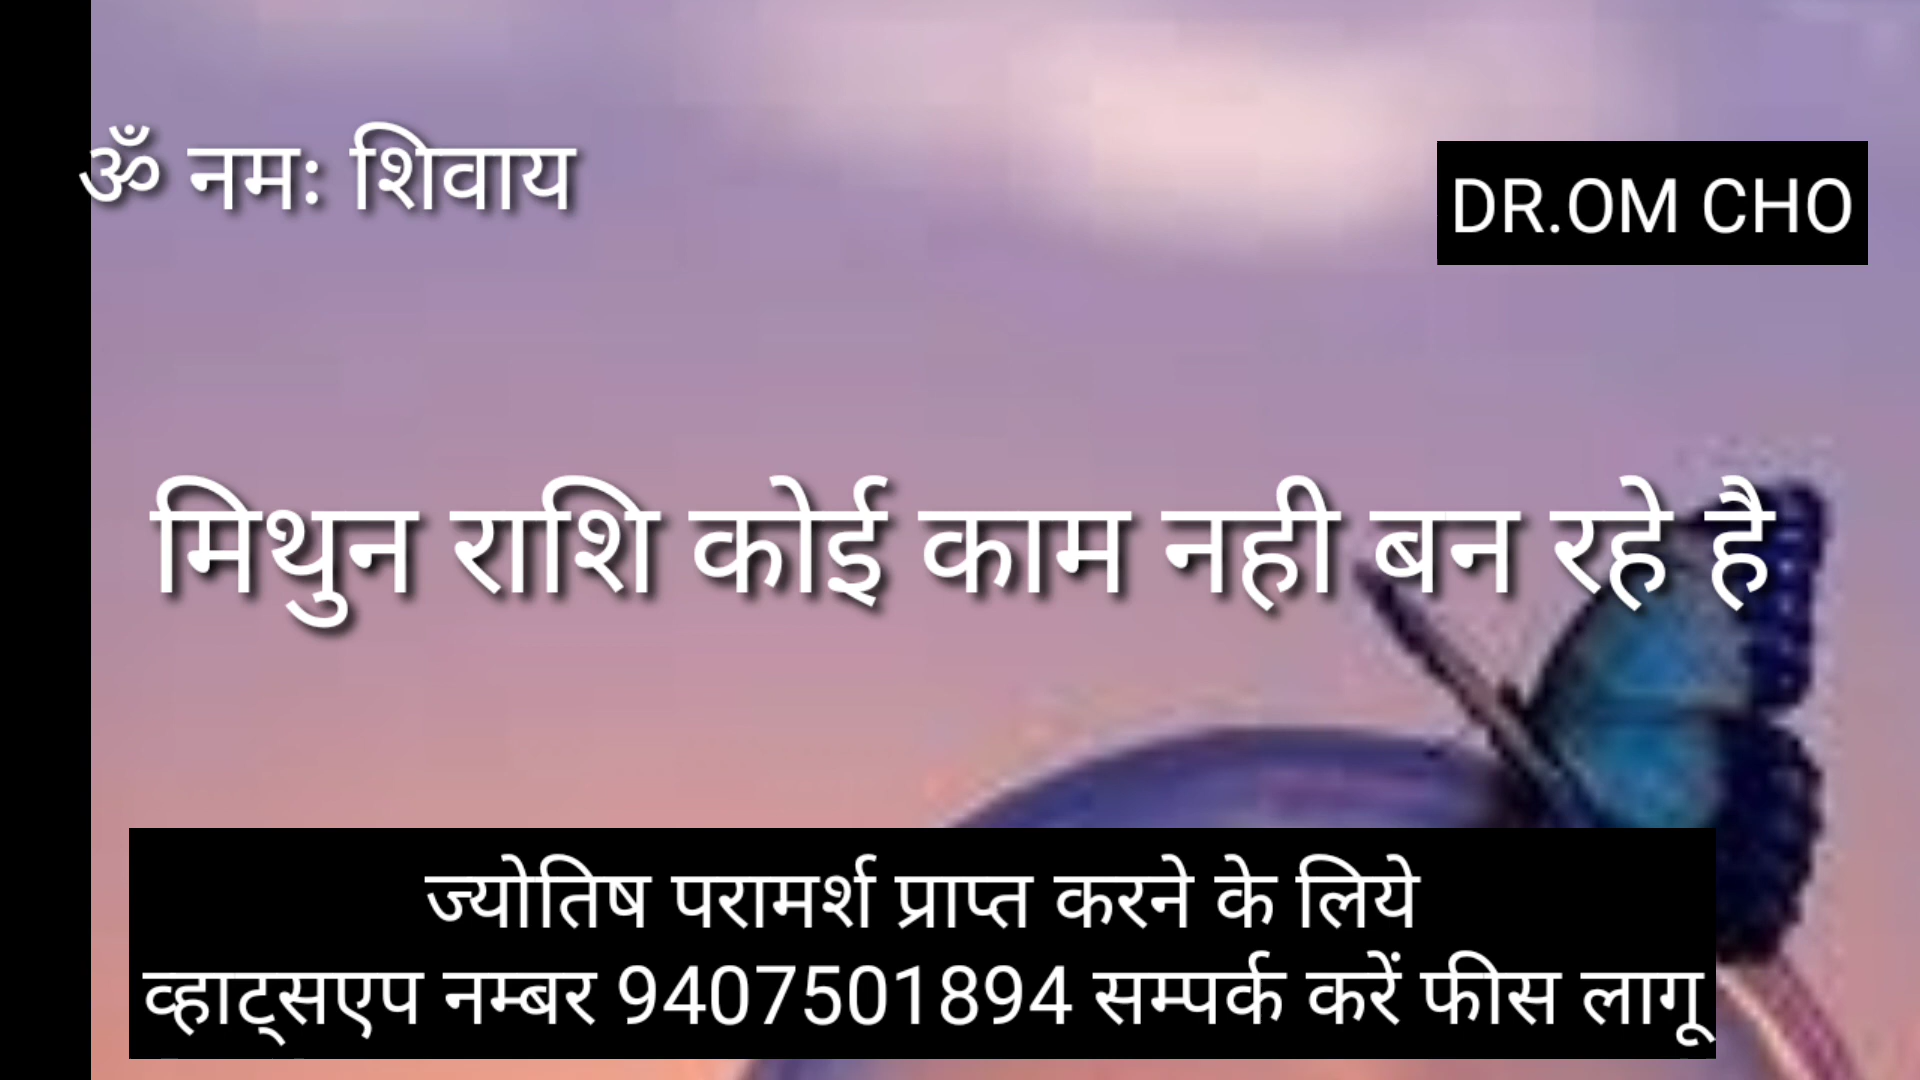 ॐ नमः शिवाय
DR.OM CHO
मिथुन राशि कोई काम नही बन रहे है
ज्योतिष परामर्श प्राप्त करने के लिये
व्हाट्सएप नम्बर 9407501894 सम्पर्क करें फीस लागू